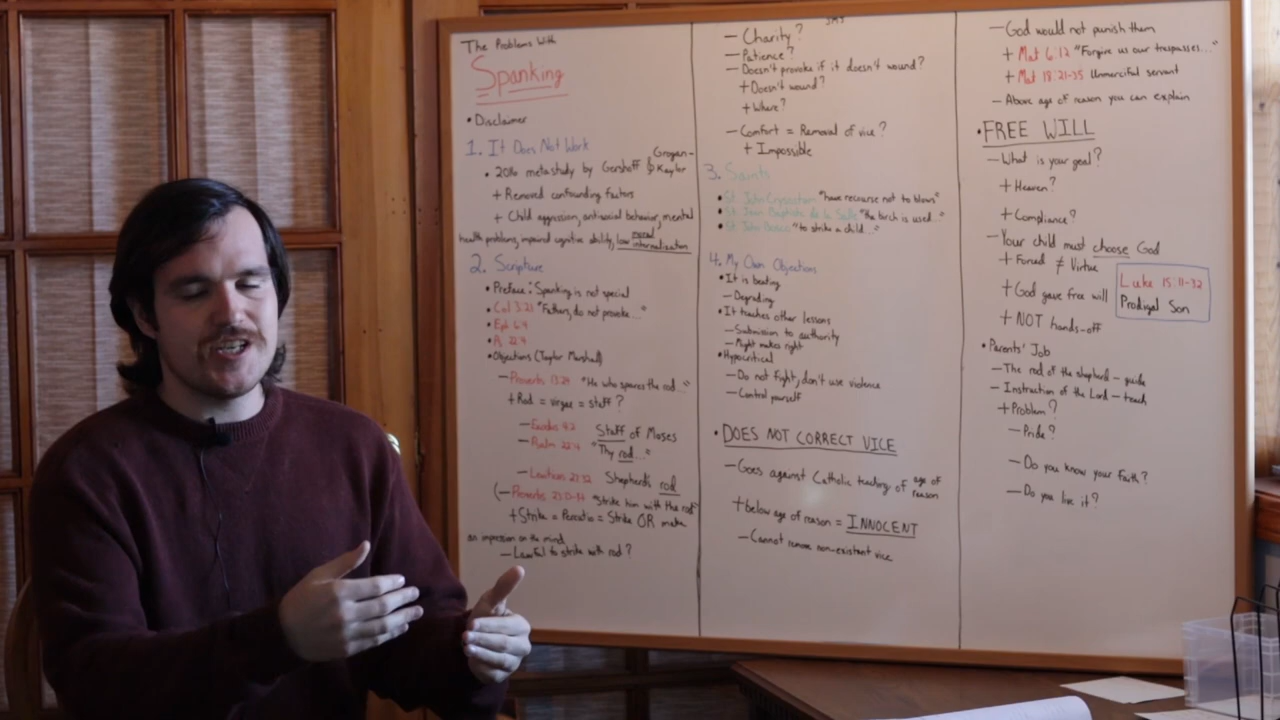 The Problems With
Spanking
• Disclaimer
1. It Does Not Work
• 2016 metastudy by Gershoff & Grogan-Kaylor
+ Removed confounding factors
+ Child aggression, antisocial behavior, mental
health problems, impaired cognitive ability, low moral internalization
2. Scripture
• Preface: Spanking is not special
• Col 3:21 "Fathers, do not provoke..."
• Eph 6:4
• Ps 22:4
• Objections (Taylor Marshall)
— Proverbs 13:24 "He who spares the rod..."
+ Rod = virgae = staff?
— Exodus 4:2 Staff of Moses
— Psalm 22:4 "Thy rod..."
— Leviticus 27:32 Shepherd's rod
(— Proverbs 23:13-14 "Strike him with the rod"
+ Strike = Percutio = Strike OR make
an impression on the mind
— Lawful to strike with rod?
— Charity?
— Patience?
— Doesn't provoke if it doesn't wound?
+ Doesn't wound?
+ Where?
— Comfort = Removal of vice?
+ Impossible
3. Saints
• St. John Chrysostom "have recourse not to blows"
• St. Jean Baptiste de la Salle "the birch is used..."
• St. John Bosco "to strike a child..."
4. My Own Objections
• It is beating
— Degrading
• It teaches other lessons
— Submission to authority
— Might makes right
• Hypocritical
— Do not fight, don't use violence
— Control yourself
• DOES NOT CORRECT VICE
— Goes against Catholic teaching of age of reason
+ below age of reason = INNOCENT
— Cannot remove non-existent vice
— God would not punish them
+ Mat 6:12 "Forgive us our trespasses..."
+ Mat 18:21-35 Unmerciful servant
— Above age of reason you can explain
• FREE WILL
— What is your goal?
+ Heaven?
+ Compliance?
— Your child must choose God
+ Forced ≠ Virtue
+ God gave free will
+ NOT hands-off
Luke 15:11-32
Prodigal Son
• Parents' Job
— The rod of the shepherd — guide
— Instruction of the Lord — teach
+ Problem?
— Pride?
— Do you know your Faith?
— Do you live it?